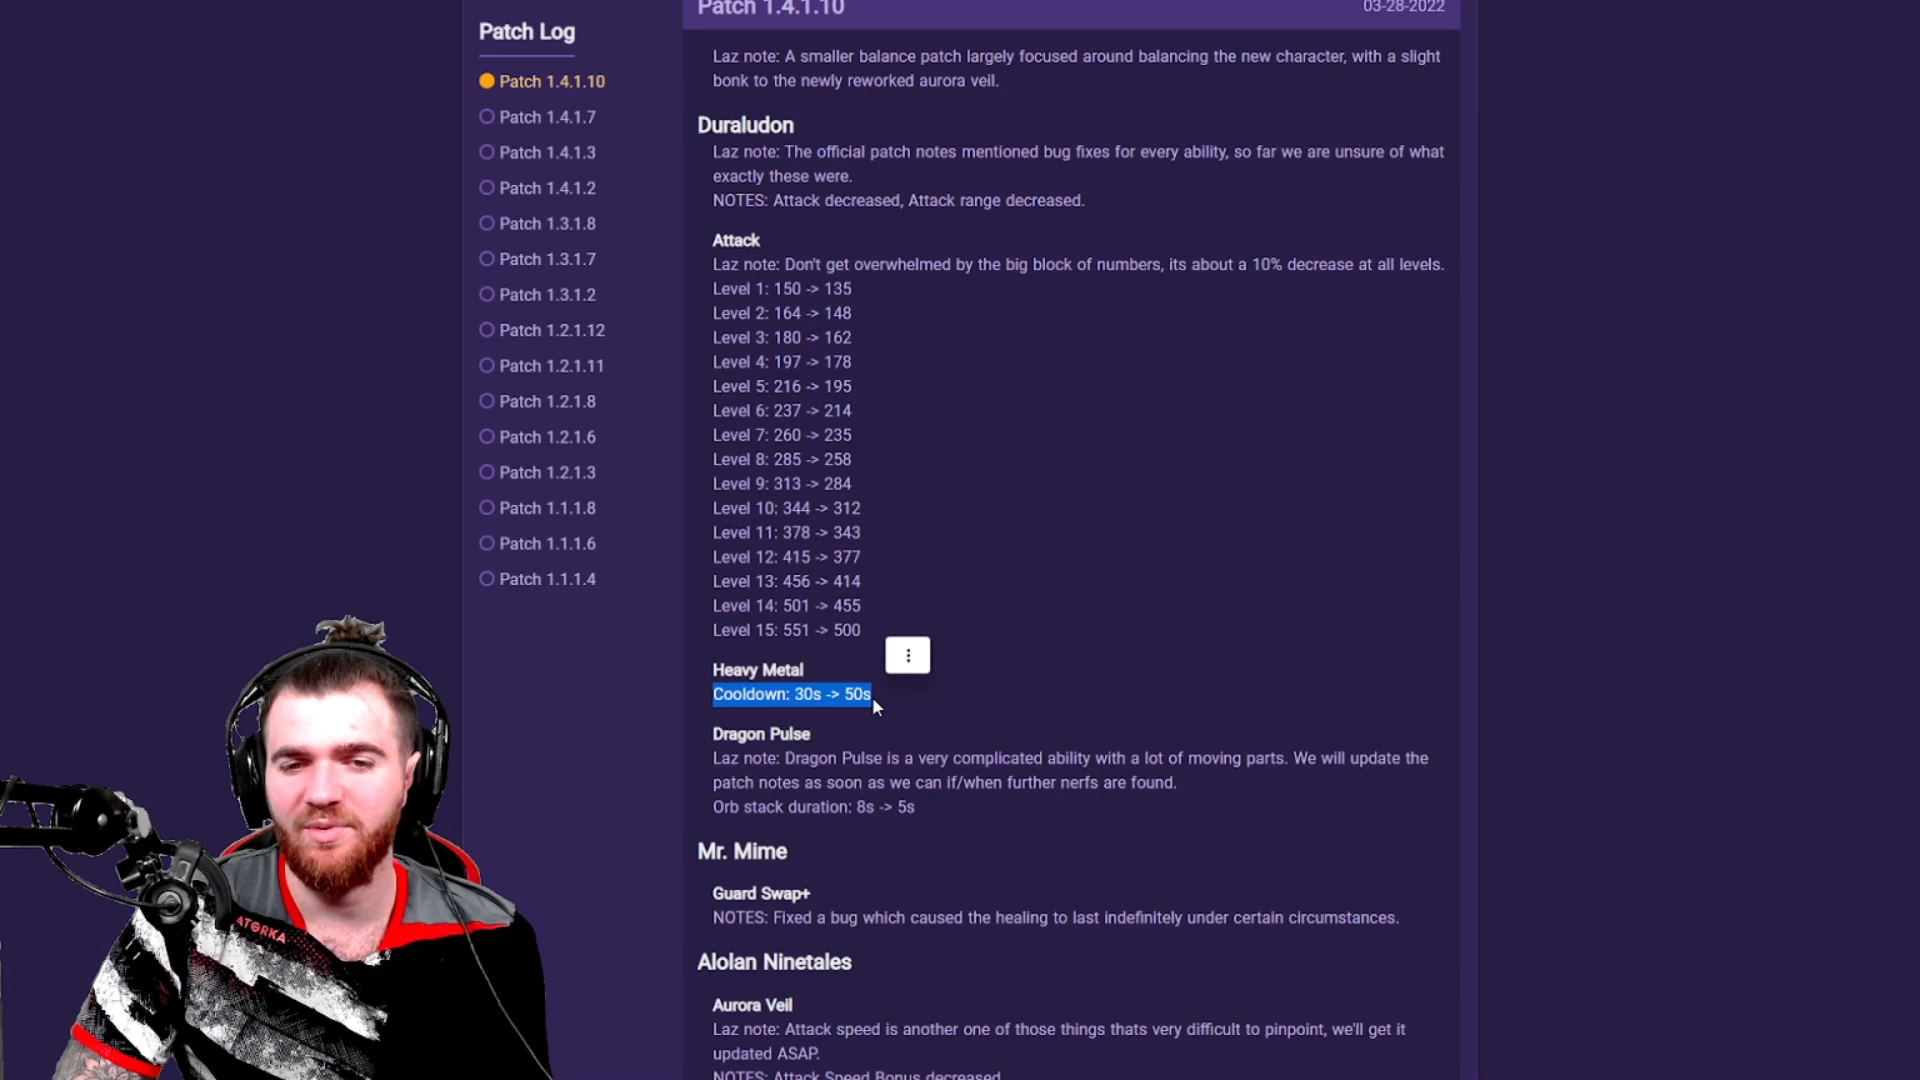 Patch Log
Patch 1.4.1.10
Patch 1.4.1.7
Patch 1.4.1.3
Patch 1.4.1.2
Patch 1.3.1.8
Patch 1.3.1.7
Patch 1.3.1.2
Patch 1.2.1.12
Patch 1.2.1.11
Patch 1.2.1.8
Patch 1.2.1.6
Patch 1.2.1.3
Patch 1.1.1.8
Patch 1.1.1.6
Patch 1.1.1.4
Patch 1.4.1.10 03-28-2022
Laz note: A smaller balance patch largely focused around balancing the new character, with a slight
bonk to the newly reworked aurora veil.
Duraludon
Laz note: The official patch notes mentioned bug fixes for every ability, so far we are unsure of what
exactly these were.
NOTES: Attack decreased, Attack range decreased.
Attack
Laz note: Don't get overwhelmed by the big block of numbers, its about a 10% decrease at all levels.
Level 1: 150 -> 135
Level 2: 164 -> 148
Level 3: 180 -> 162
Level 4: 197 -> 178
Level 5: 216 -> 195
Level 6: 237 -> 214
Level 7: 260 -> 235
Level 8: 285 -> 258
Level 9: 313 -> 284
Level 10: 344 -> 312
Level 11: 378 -> 343
Level 12: 415 -> 377
Level 13: 456 -> 414
Level 14: 501 -> 455
Level 15: 551 -> 500
Heavy Metal
Cooldown: 30s -> 50s
Dragon Pulse
Laz note: Dragon Pulse is a very complicated ability with a lot of moving parts. We will update the
patch notes as soon as we can if/when further nerfs are found.
Orb stack duration: 8s -> 5s
Mr. Mime
Guard Swap+
NOTES: Fixed a bug which caused the healing to last indefinitely under certain circumstances.
Alolan Ninetales
Aurora Veil
Laz note: Attack speed is another one of those things thats very difficult to pinpoint, we'll get it
updated ASAP.
NOTES: Attack Speed Bonus decreased
ATORKA